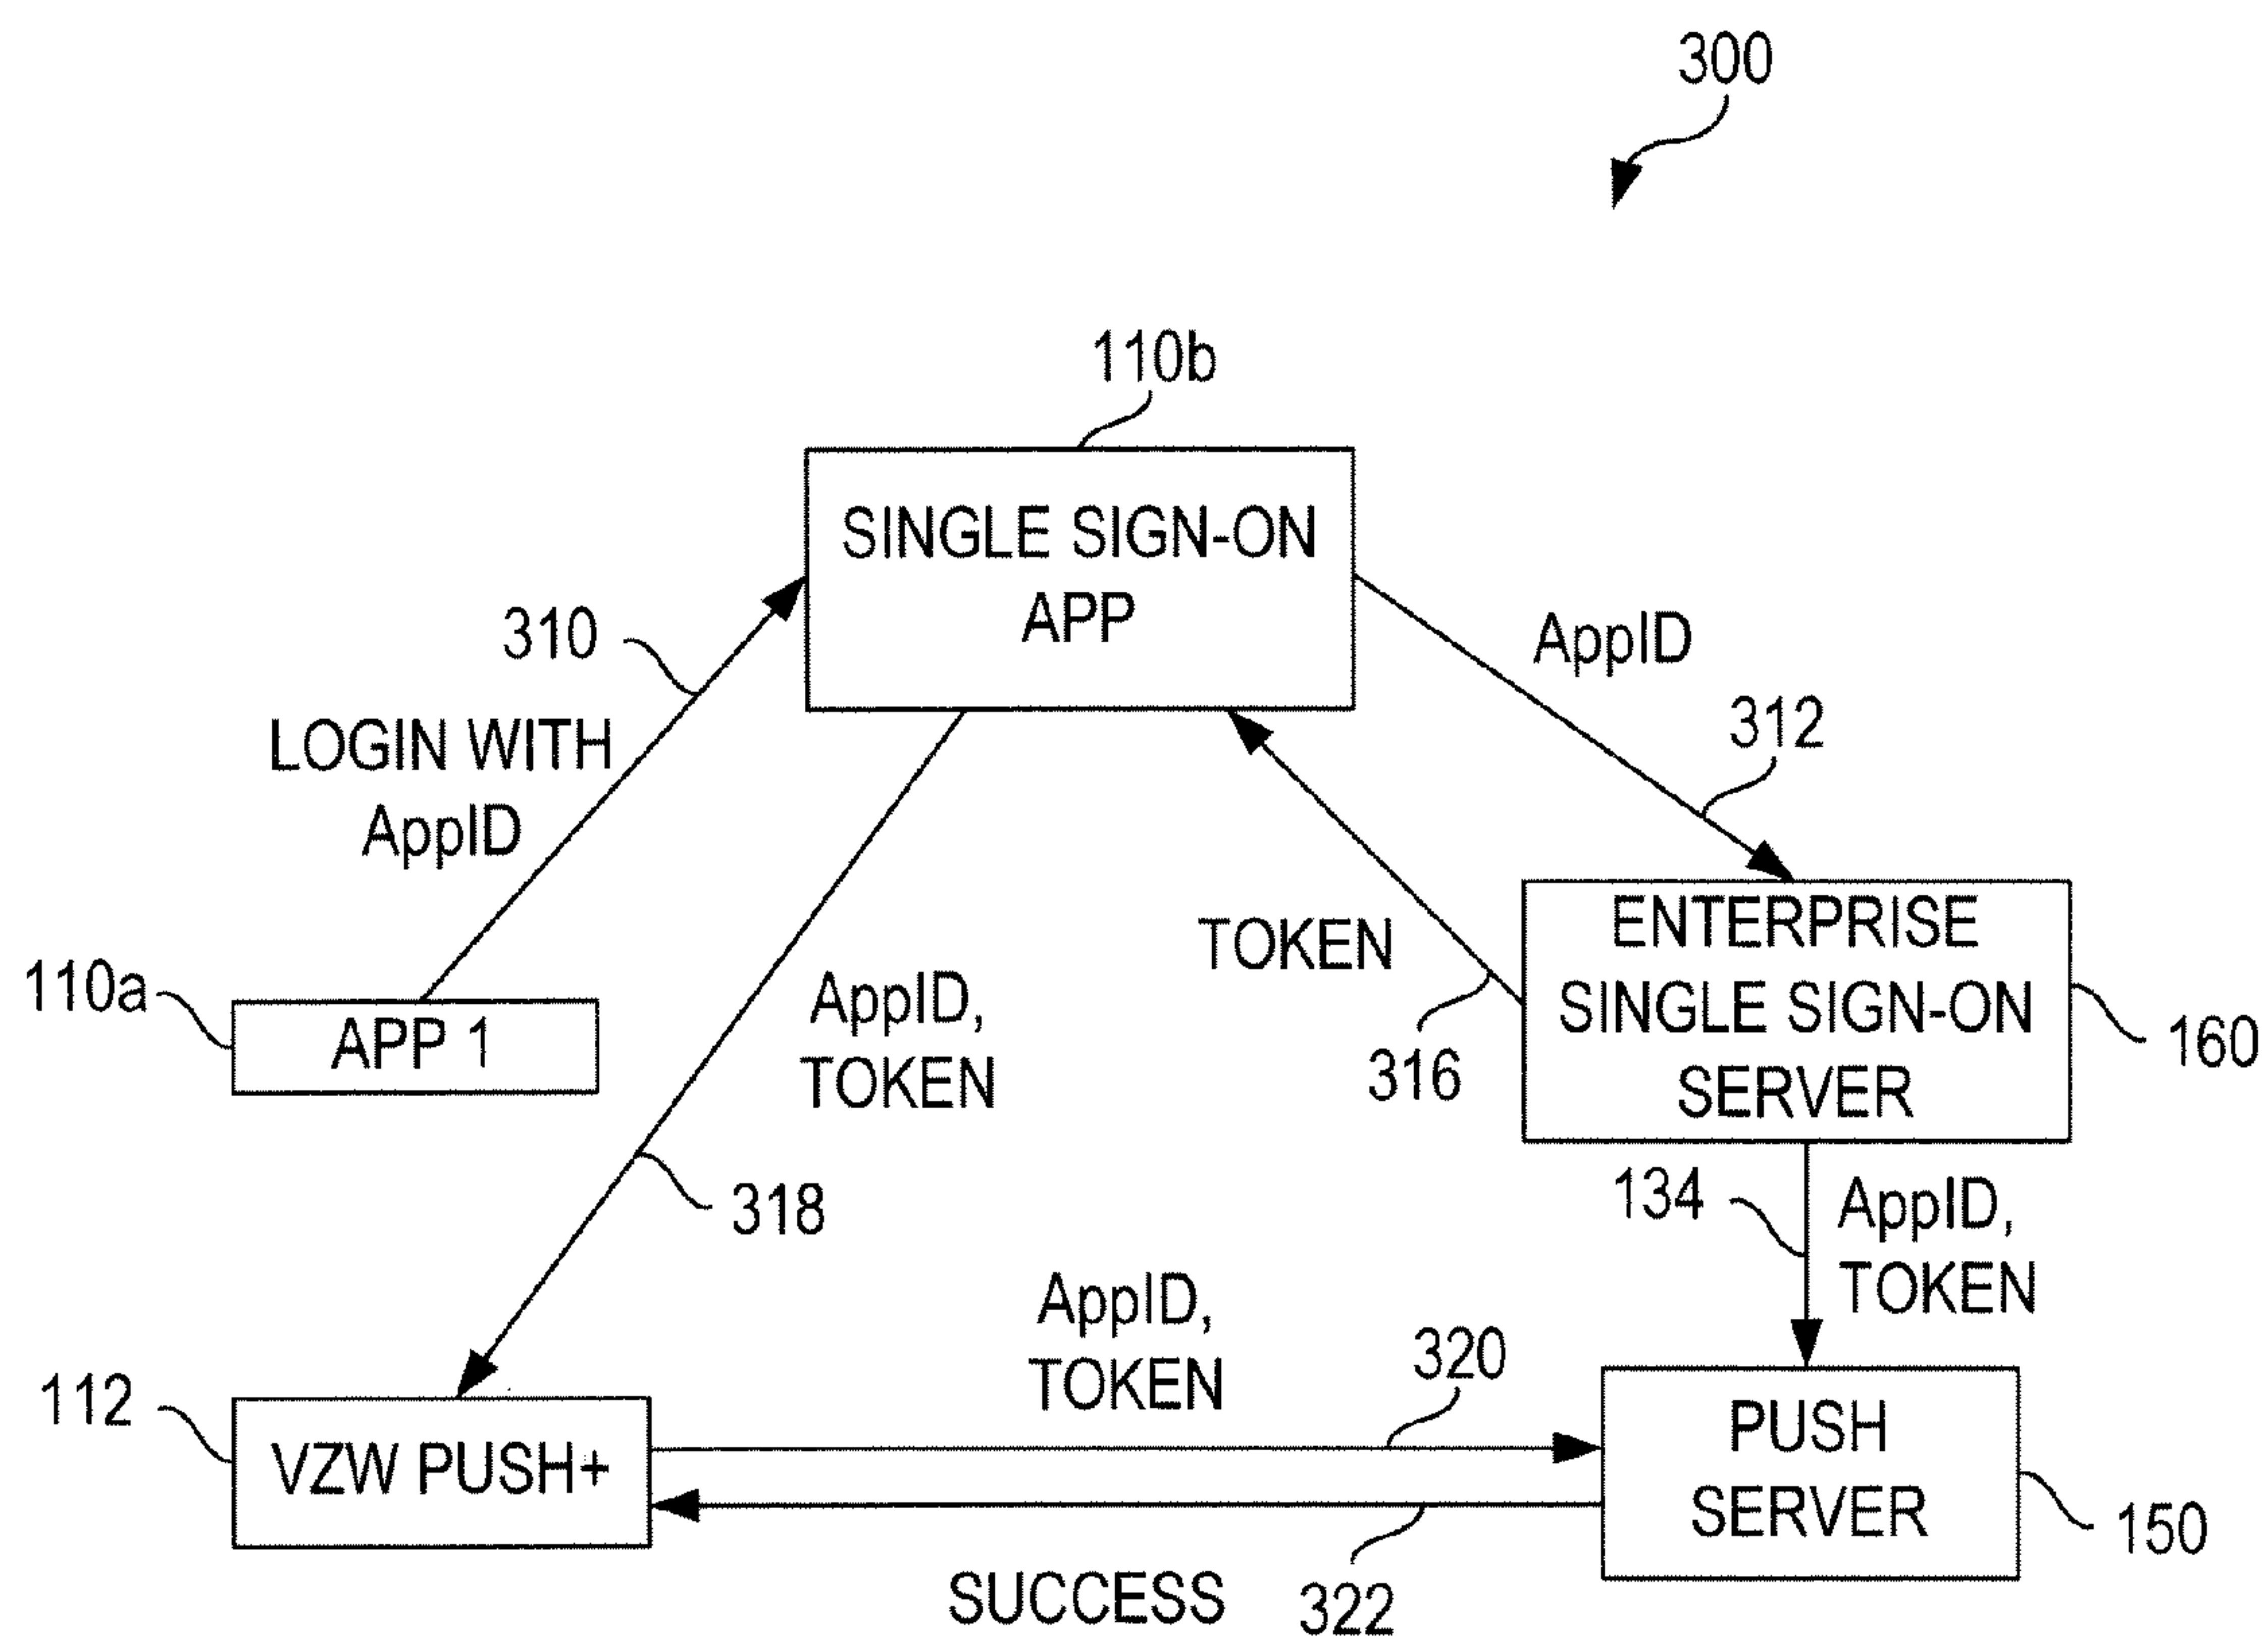 300
110b
SINGLE SIGN-ON
APP
310
AppID
312
LOGIN WITH
AppID
TOKEN
316
ENTERPRISE
SINGLE SIGN-ON
SERVER
160
110a
APP 1
AppID,
TOKEN
318
134
AppID,
TOKEN
AppID,
TOKEN
320
112
VZW PUSH+
PUSH
SERVER
150
SUCCESS
322